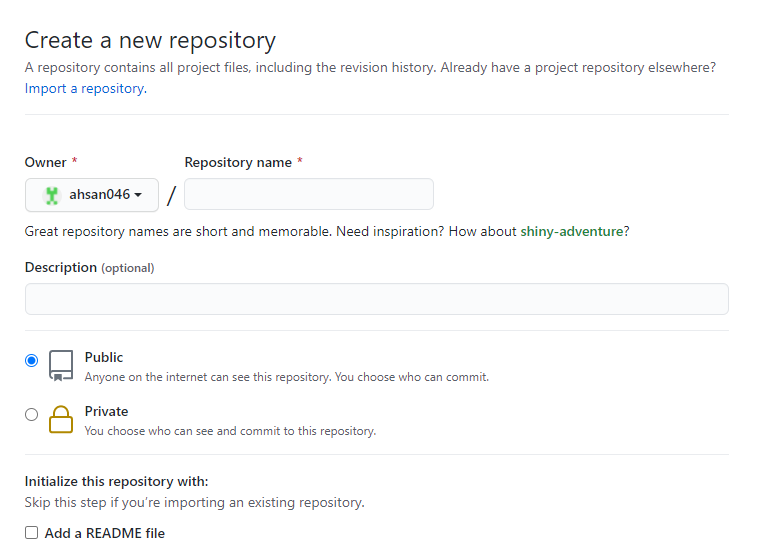 Create a new repository
A repository contains all project files, including the revision history. Already have a project repository elsewhere?
Import a repository.
Owner * Repository name *
ahsan046 /
Great repository names are short and memorable. Need inspiration? How about shiny-adventure?
Description (optional)
Public
Anyone on the internet can see this repository. You choose who can commit.
Private
You choose who can see and commit to this repository.
Initialize this repository with:
Skip this step if you’re importing an existing repository.
Add a README file